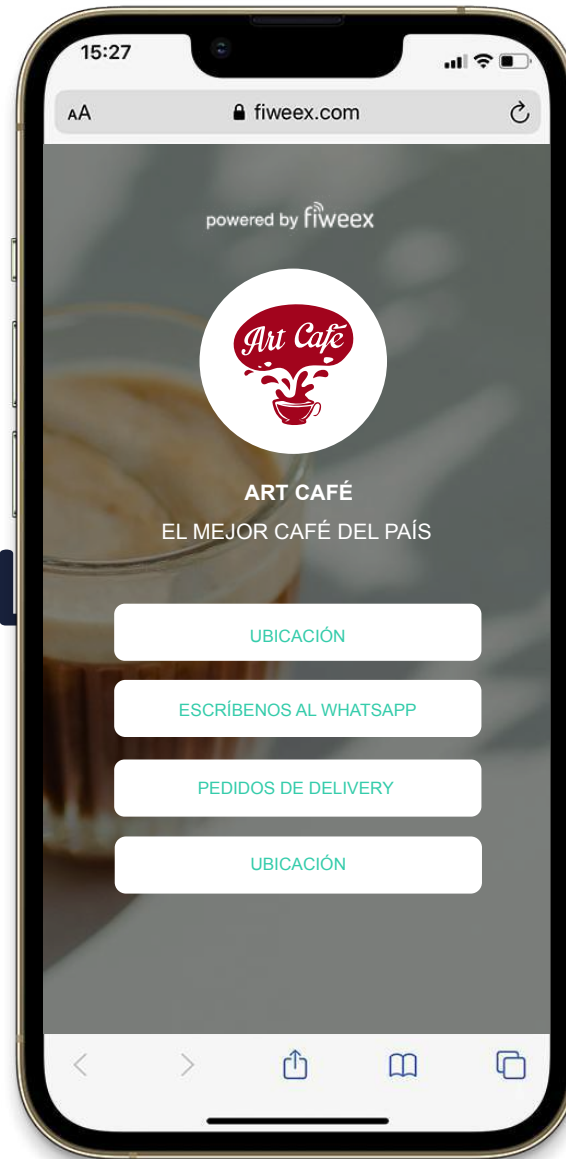 15:27
AA
fiweex.com
powered by fiweex
Art Café
ART CAFÉ
EL MEJOR CAFÉ DEL PAÍS
UBICACIÓN
ESCRÍBENOS AL WHATSAPP
PEDIDOS DE DELIVERY
UBICACIÓN